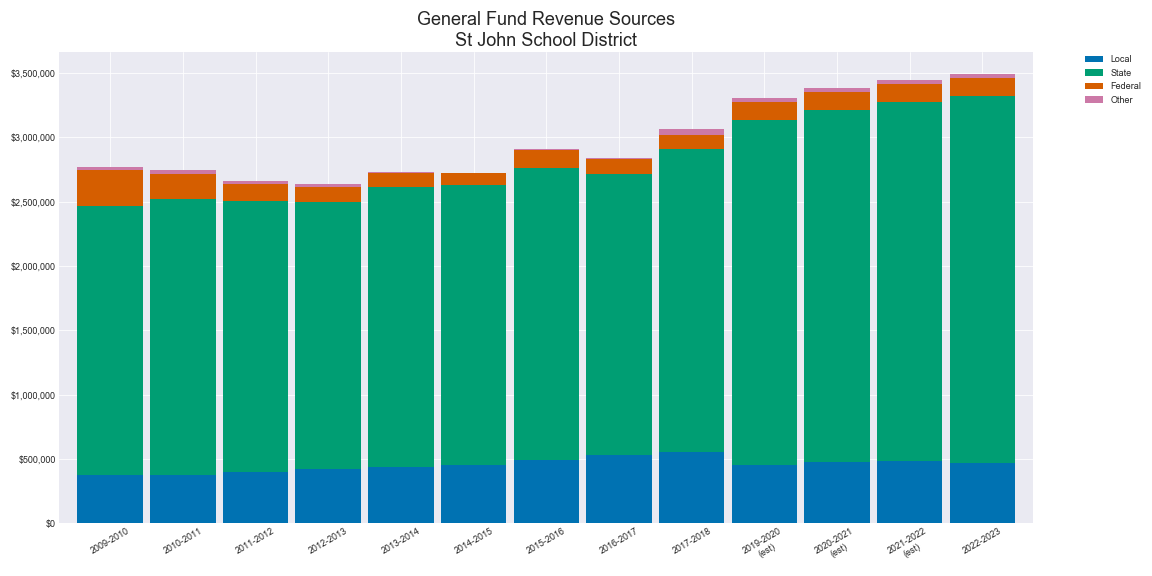 General Fund Revenue Sources
St John School District
Local
State
Federal
Other
$3,500,000
$3,000,000
$2,500,000
$2,000,000
$1,500,000
$1,000,000
$500,000
$0
2009-2010
2010-2011
2011-2012
2012-2013
2013-2014
2014-2015
2015-2016
2016-2017
2017-2018
2019-2020
(est)
2020-2021
(est)
2021-2022
(est)
2022-2023